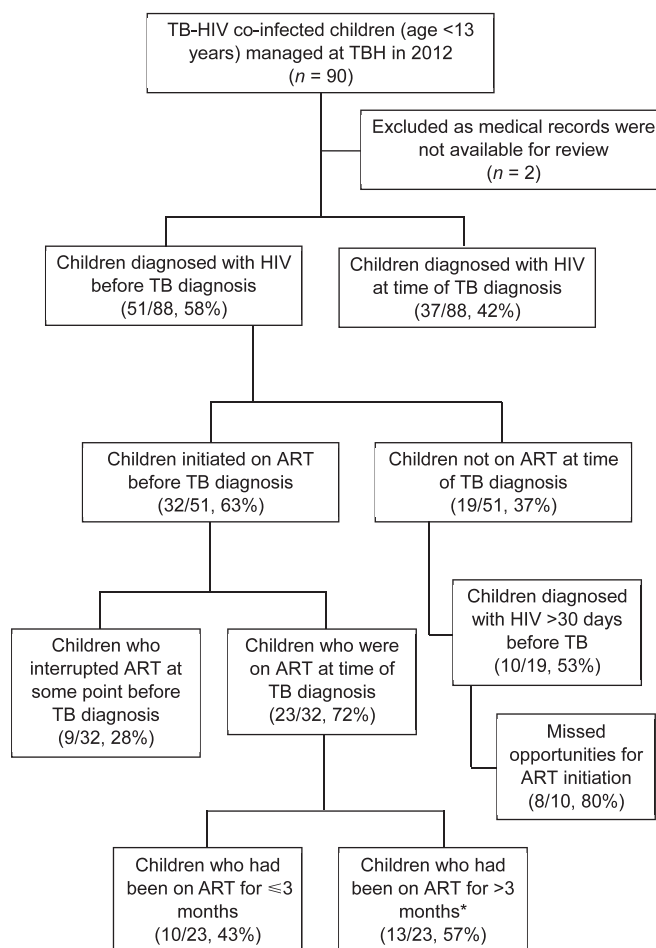 TB-HIV co-infected children (age <13
years) managed at TBH in 2012
(n = 90)
Excluded as medical records were
not available for review
(n = 2)
Children diagnosed with HIV
before TB diagnosis
(51/88, 58%)
Children diagnosed with HIV
at time of TB diagnosis
(37/88, 42%)
Children initiated on ART
before TB diagnosis
(32/51, 63%)
Children not on ART at time
of TB diagnosis
(19/51, 37%)
Children diagnosed
with HIV >30 days
before TB
(10/19, 53%)
Children who
interrupted ART at
some point before
TB diagnosis
(9/32, 28%)
Children who were
on ART at time of
TB diagnosis
(23/32, 72%)
Missed
opportunities for
ART initiation
(8/10, 80%)
Children who had
been on ART for ≤3
months
(10/23, 43%)
Children who had
been on ART for >3
months*
(13/23, 57%)